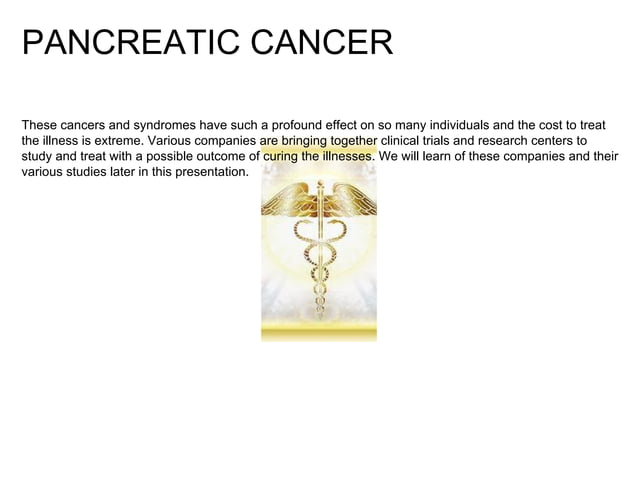 PANCREATIC CANCER
These cancers and syndromes have such a profound effect on so many individuals and the cost to treat
the illness is extreme. Various companies are bringing together clinical trials and research centers to
study and treat with a possible outcome of curing the illnesses. We will learn of these companies and their
various studies later in this presentation.